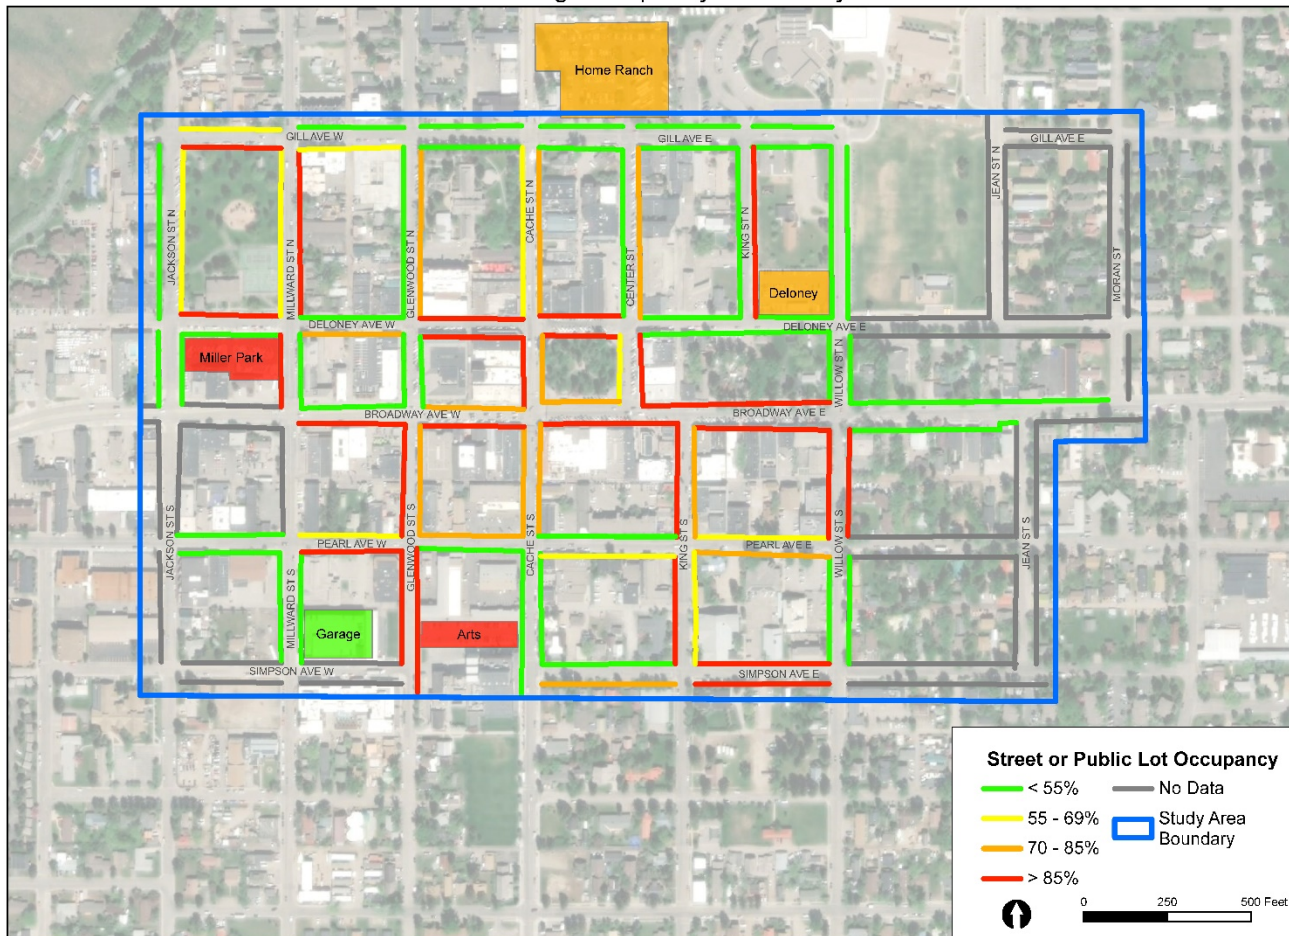 Home Ranch
GILL AVE W
GILL AVE E
GILL AVE E
JACKSON ST N
MILLWARD ST N
GLENWOOD ST N
CACHE ST N
CENTER ST
KING ST N
JEAN ST N
MORAN ST
Deloney
DELONEY AVE W
DELONEY AVE E
Miller Park
WILLOW ST N
BROADWAY AVE W
BROADWAY AVE E
JACKSON ST S
PEARL AVE W
GLENWOOD ST S
CACHE ST S
KING ST S
PEARL AVE E
WILLOW ST S
JEAN ST S
MILLWARD ST S
Garage
Arts
SIMPSON AVE W
SIMPSON AVE E
Street or Public Lot Occupancy
< 55%
No Data
55 - 69%
Study Area
Boundary
70 - 85%
> 85%
0 250 500 Feet